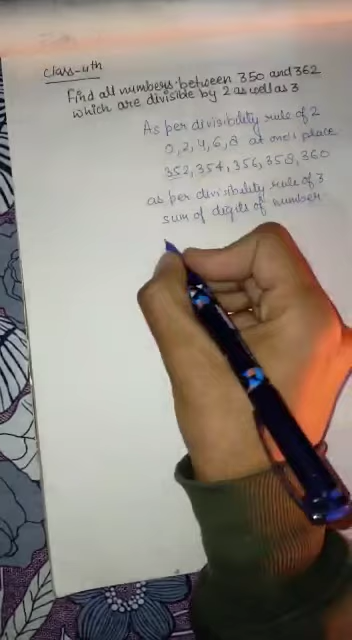 Class-4th
Find all numbers between 350 and 362
which are divisible by 2 as well as 3
As per divisibility rule of 2
0,2,4,6,8 at one's place
352,354,356,358,360
as per divisibility rule of 3
sum of digits of number